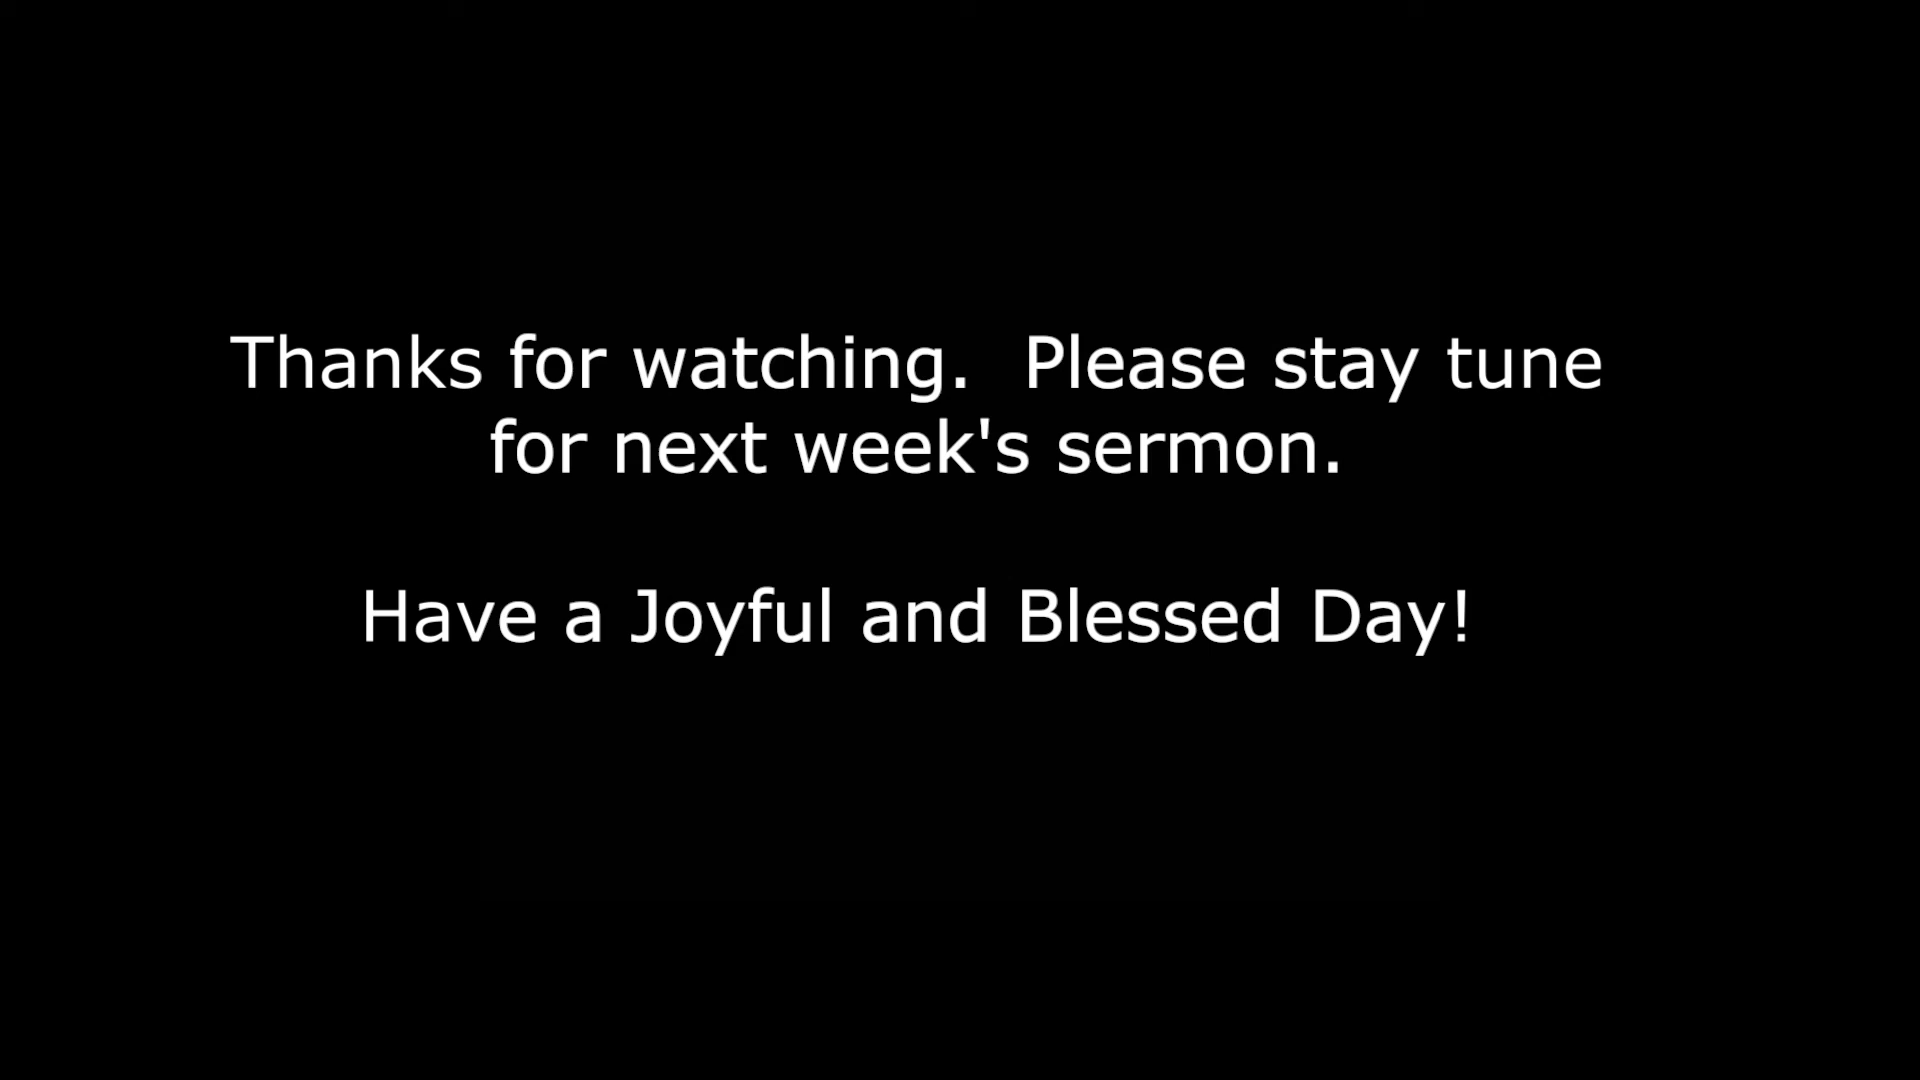 Thanks for watching.  Please stay tune
for next week's sermon.
Have a Joyful and Blessed Day!